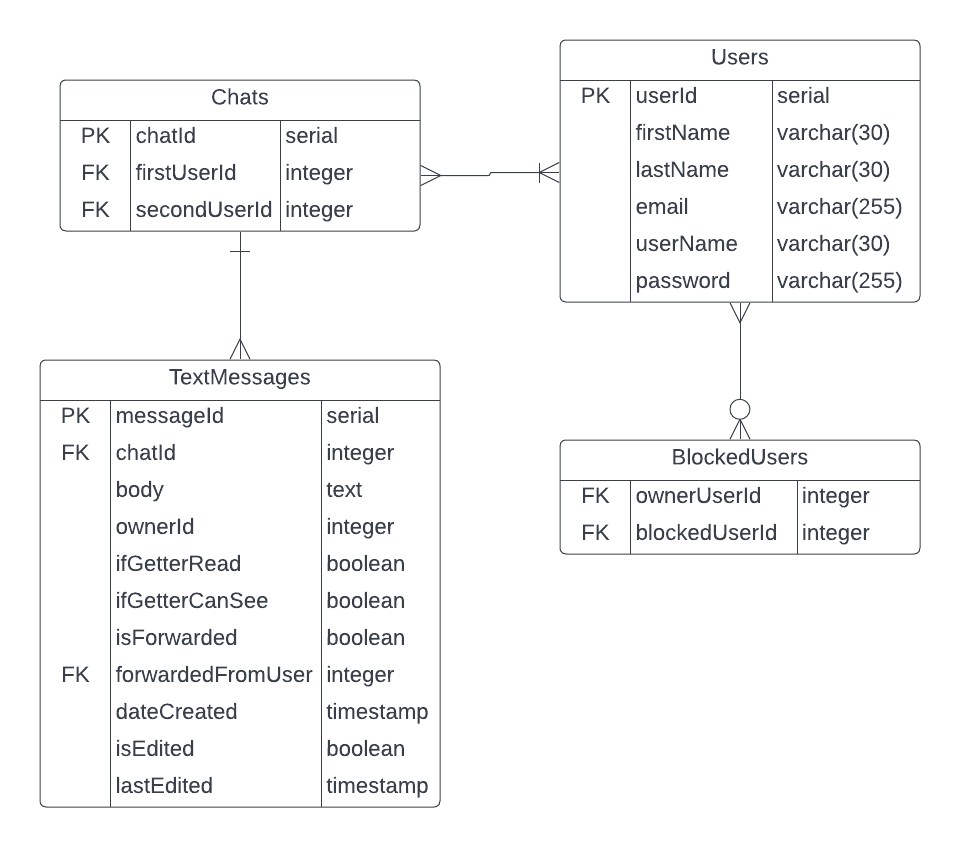 Chats
PK chatId serial
FK firstUserId integer
FK secondUserId integer
Users
PK userId serial
firstName varchar(30)
lastName varchar(30)
email varchar(255)
userName varchar(30)
password varchar(255)
TextMessages
PK messageId serial
FK chatId integer
body text
ownerId integer
ifGetterRead boolean
ifGetterCanSee boolean
isForwarded boolean
FK forwardedFromUser integer
dateCreated timestamp
isEdited boolean
lastEdited timestamp
BlockedUsers
FK ownerUserId integer
FK blockedUserId integer